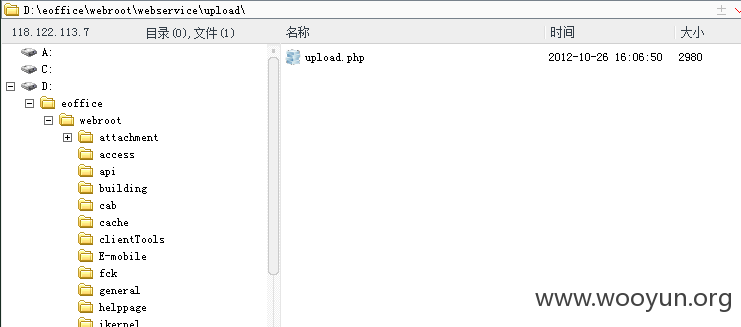 D:\eoffice\webroot\webservice\upload\
118.122.113.7 目录(0),文件(1) 名称 时间 大小
A:
C:
D:
eoffice
webroot
attachment
access
api
building
cab
cache
clientTools
E-mobile
fck
general
helppage
ikernel
upload.php 2012-10-26 16:06:50 2980
www.wooyun.org